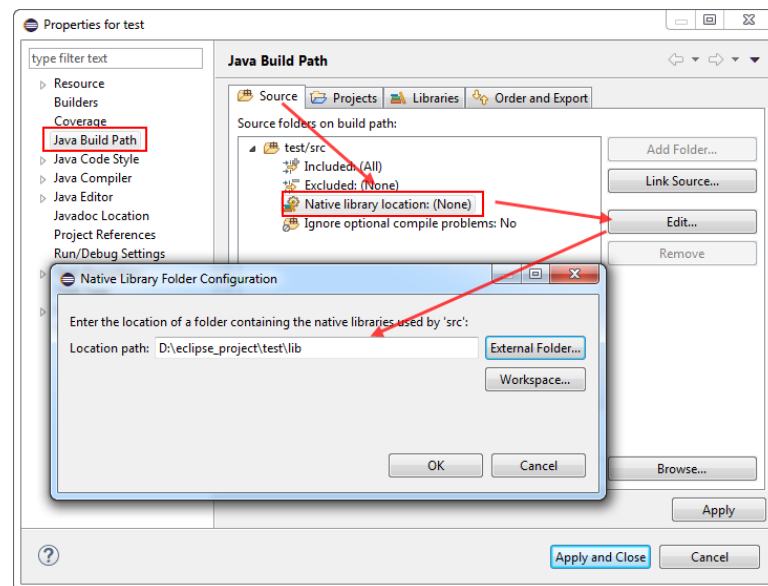 Properties for test
type filter text
Resource
Builders
Coverage
Java Build Path
Java Code Style
Java Compiler
Java Editor
Javadoc Location
Project References
Run/Debug Settings
Java Build Path
Source Projects Libraries Order and Export
Source folders on build path:
test/src
Included: (All)
Excluded: (None)
Native library location: (None)
Ignore optional compile problems: No
Add Folder...
Link Source...
Edit...
Remove
Native Library Folder Configuration
Enter the location of a folder containing the native libraries used by 'src':
Location path: D:\eclipse_project\test\lib External Folder...
Workspace...
OK Cancel
Browse...
Apply
Apply and Close Cancel